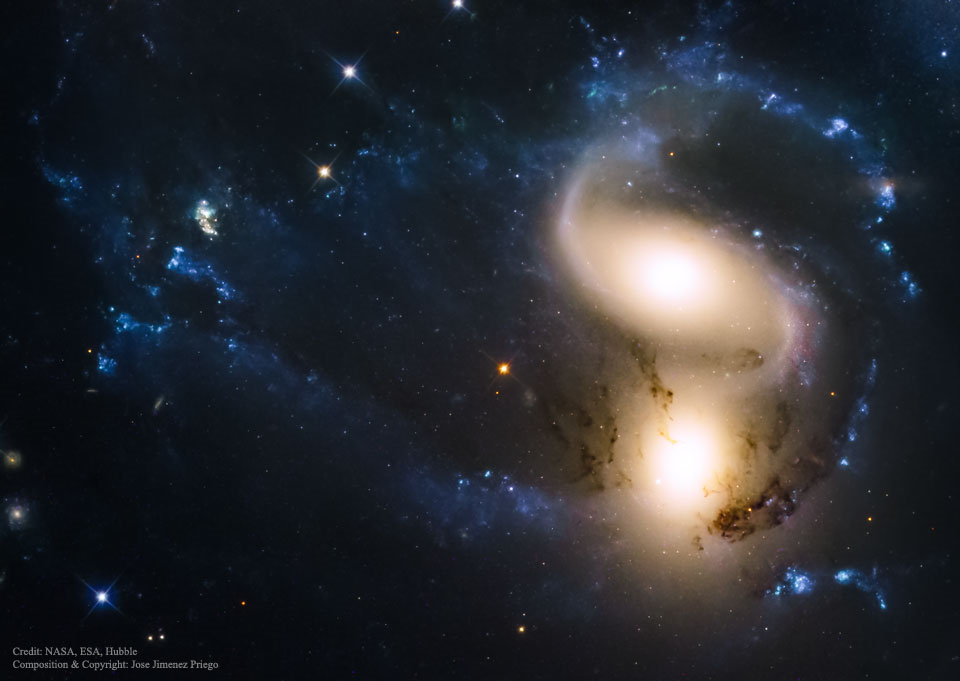 Credit: NASA, ESA, Hubble
Composition & Copyright: Jose Jimenez Priego